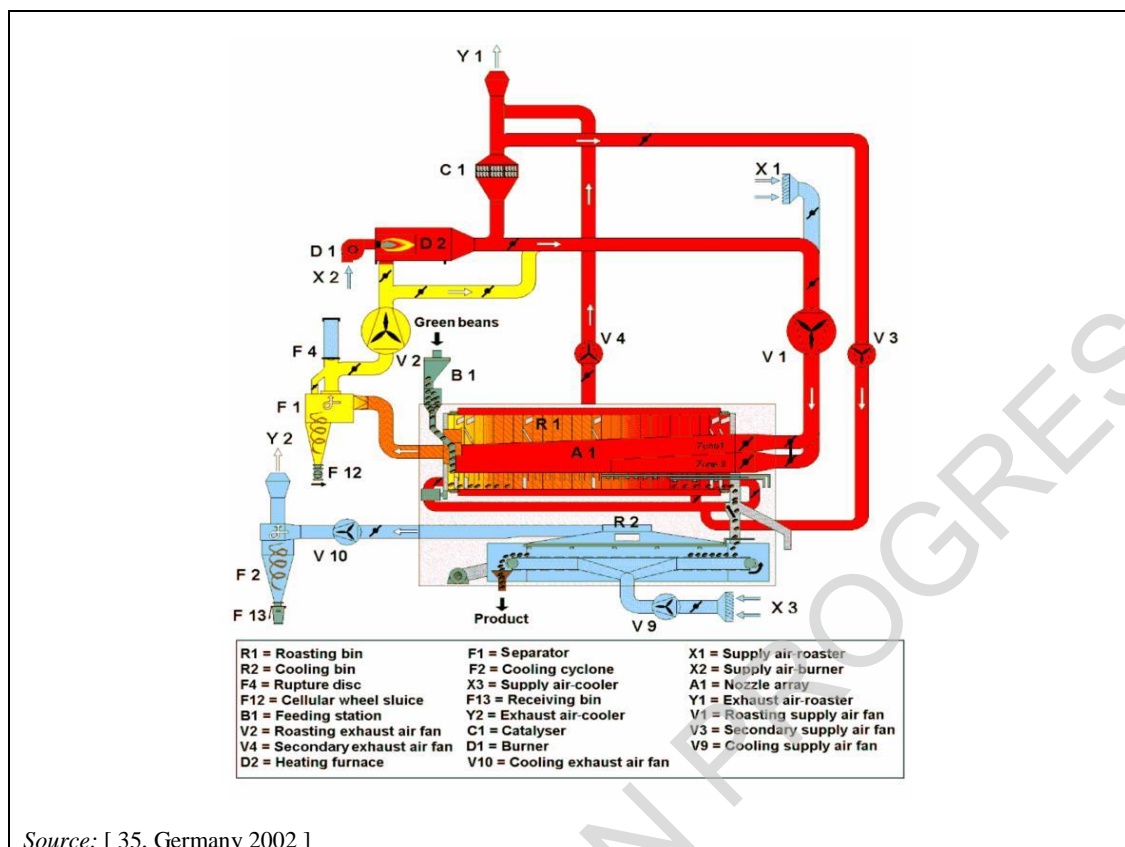 Y 1
C 1
X 1
D 1
D 2
X 2
Green beans
F 4
V 2
B 1
V 4
V 1
V 3
F 1
R 1
Y 2
A 1
F 12
R 2
V 10
F 2
F 13
Product
V 9
X 3
R1 = Roasting bin
R2 = Cooling bin
F4 = Rupture disc
F12 = Cellular wheel sluice
B1 = Feeding station
V2 = Roasting exhaust air fan
V4 = Secondary exhaust air fan
D2 = Heating furnace
F1 = Separator
F2 = Cooling cyclone
X3 = Supply air-cooler
F13 = Receiving bin
Y2 = Exhaust air-cooler
C1 = Catalyser
D1 = Burner
V10 = Cooling exhaust air fan
X1 = Supply air-roaster
X2 = Supply air-burner
A1 = Nozzle array
Y1 = Exhaust air-roaster
V1 = Roasting supply air fan
V3 = Secondary supply air fan
V9 = Cooling supply air fan
Source: [ 35, Germany 2002 ]
N PROGRES